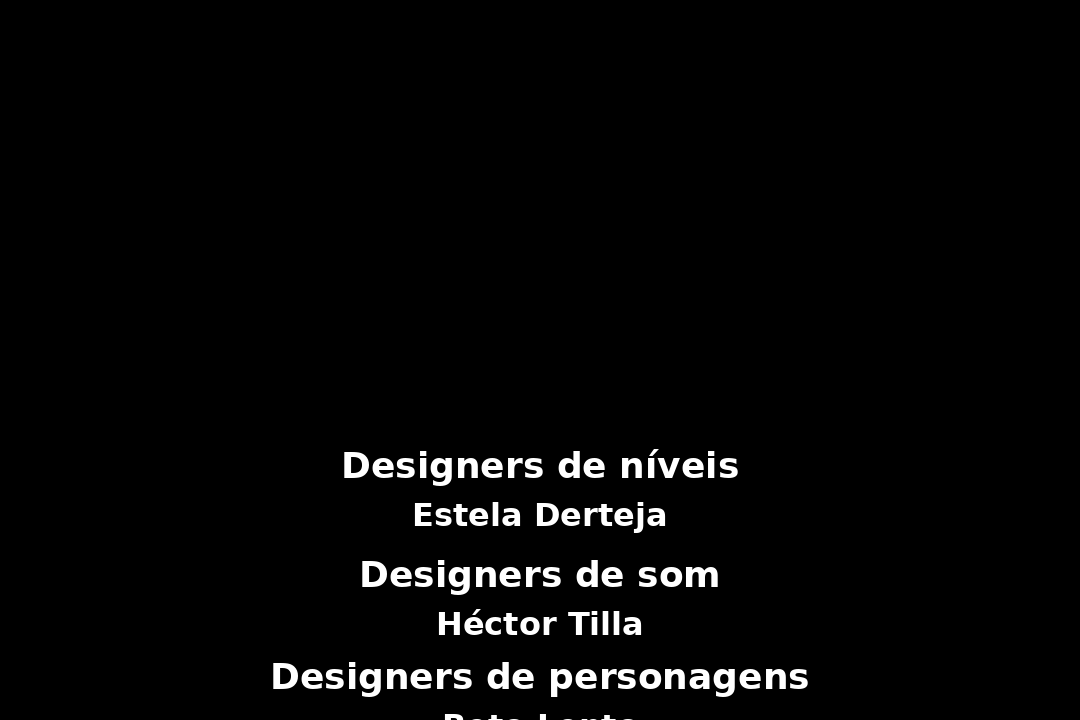 Designers de níveis
Estela Derteja
Designers de som
Héctor Tilla
Designers de personagens